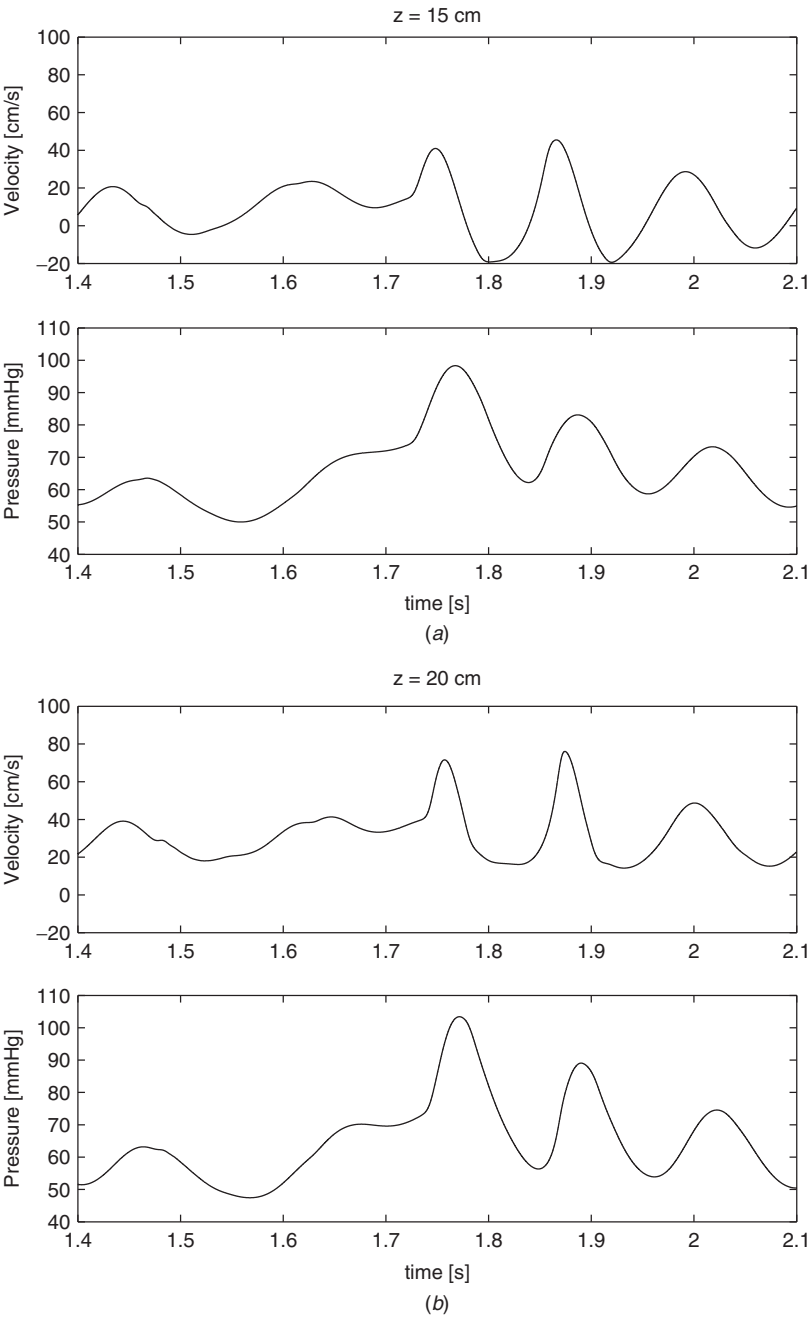 z = 15 cm
Velocity [cm/s]
100
80
60
40
20
0
−20
1.4 1.5 1.6 1.7 1.8 1.9 2 2.1
Pressure [mmHg]
110
100
90
80
70
60
50
40
1.4 1.5 1.6 1.7 1.8 1.9 2 2.1
time [s]
(a)
z = 20 cm
Velocity [cm/s]
100
80
60
40
20
0
−20
1.4 1.5 1.6 1.7 1.8 1.9 2 2.1
Pressure [mmHg]
110
100
90
80
70
60
50
40
1.4 1.5 1.6 1.7 1.8 1.9 2 2.1
time [s]
(b)